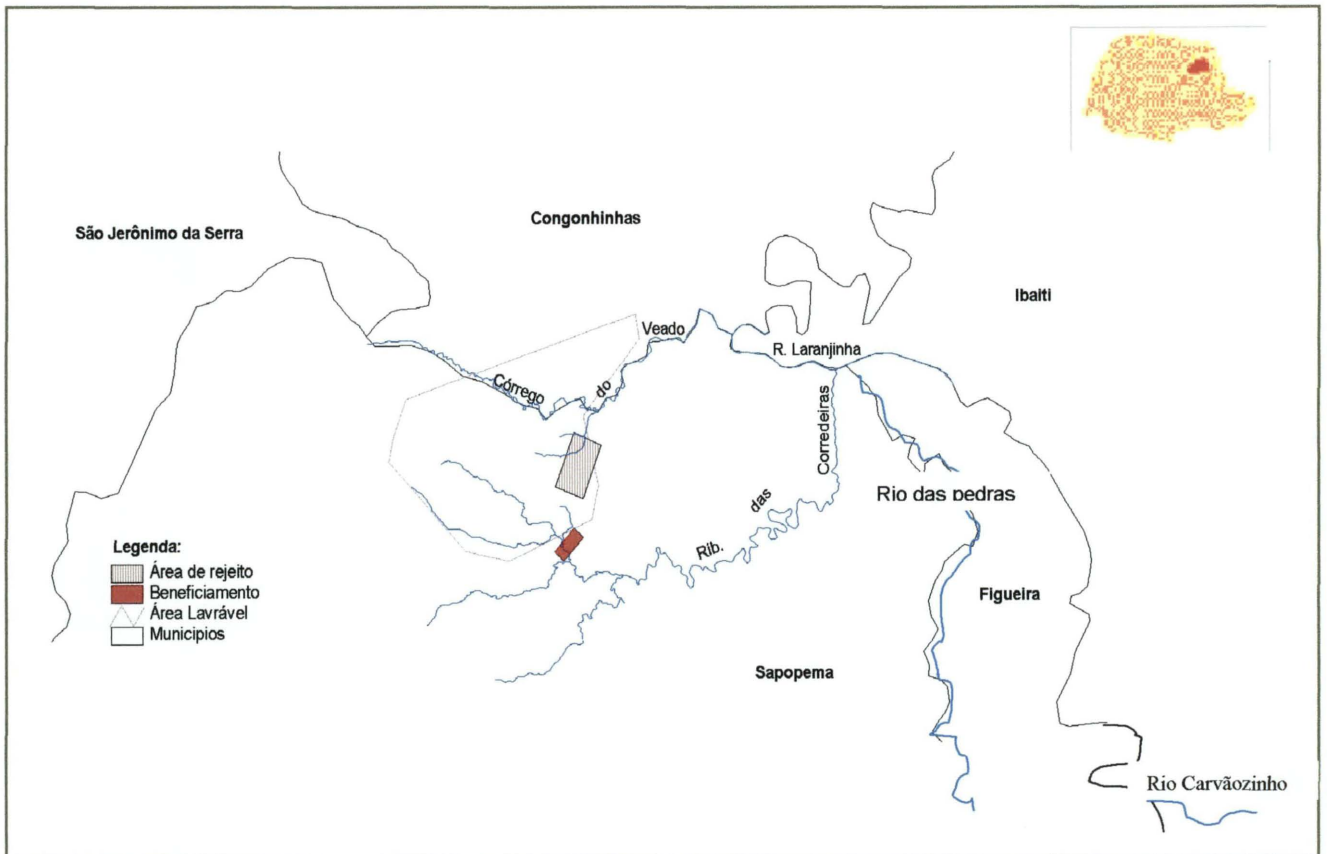 Congonhinhas
São Jerônimo da Serra
Ibaiti
Córrego do Veado
R. Laranjinha
Rib. das Corredeiras
Rio das pedras
Legenda:
Área de rejeito
Beneficiamento
Área Lavrável
Municipios
Figueira
Sapopema
Rio Carvãozinho